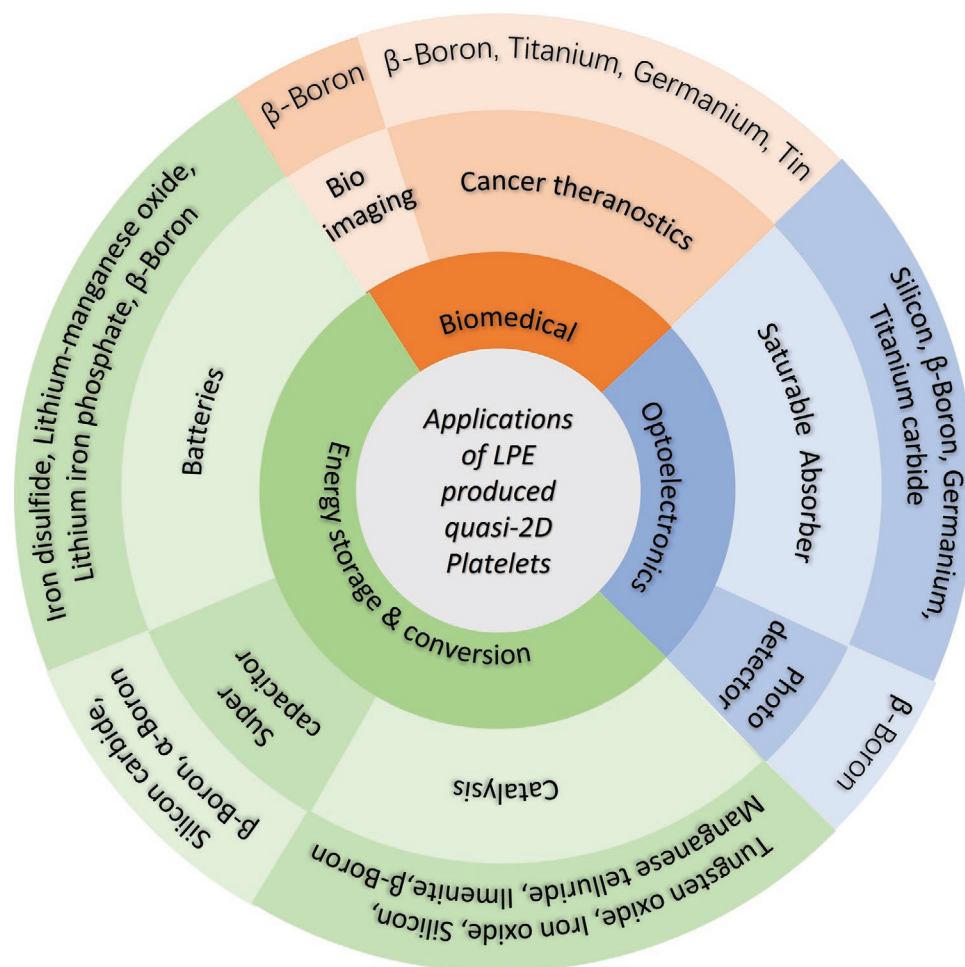 Applications
of LPE
produced
quasi-2D
Platelets
Biomedical
Bio
imaging
β-Boron
Cancer theranostics
β-Boron, Titanium, Germanium, Tin
Optoelectronics
Saturable Absorber
Silicon, β-Boron, Germanium,
Titanium carbide
Photo
detector
β-Boron
Energy storage & conversion
Catalysis
Tungsten oxide, Iron oxide, Silicon,
Manganese telluride, Ilmenite,β-Boron
Super
capacitor
Silicon carbide,
β-Boron, α-Boron
Batteries
Iron disulfide, Lithium-manganese oxide,
Lithium iron phosphate, β-Boron